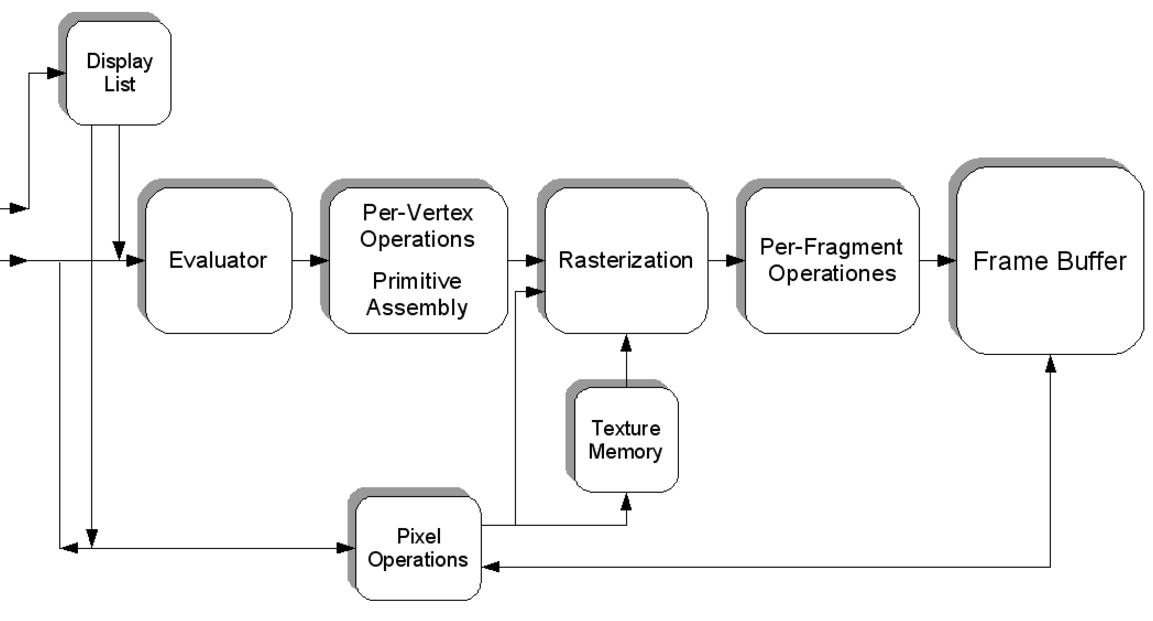 Display
List
Evaluator
Per-Vertex
Operations
Primitive
Assembly
Rasterization
Per-Fragment
Operationes
Frame Buffer
Texture
Memory
Pixel
Operations